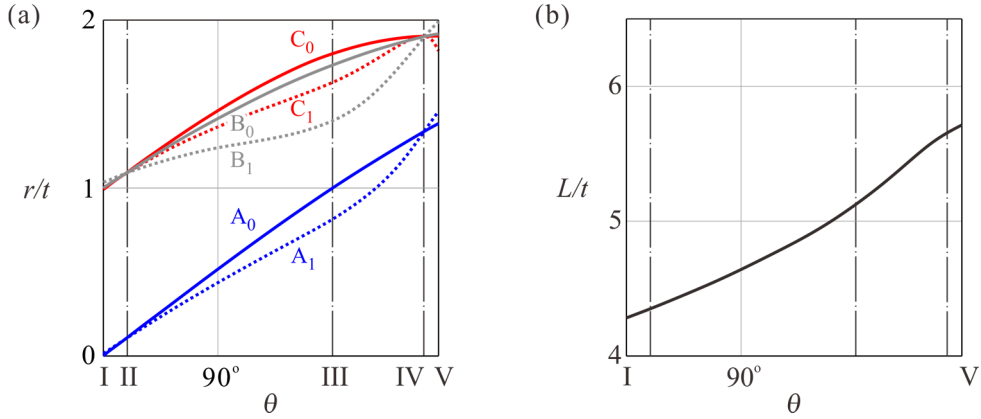 (a)
2
C₀
C₁
B₀
B₁
r/t
1
A₀
A₁
0
I II 90° III IV V
θ
(b)
6
L/t
5
4
I 90° V
θ